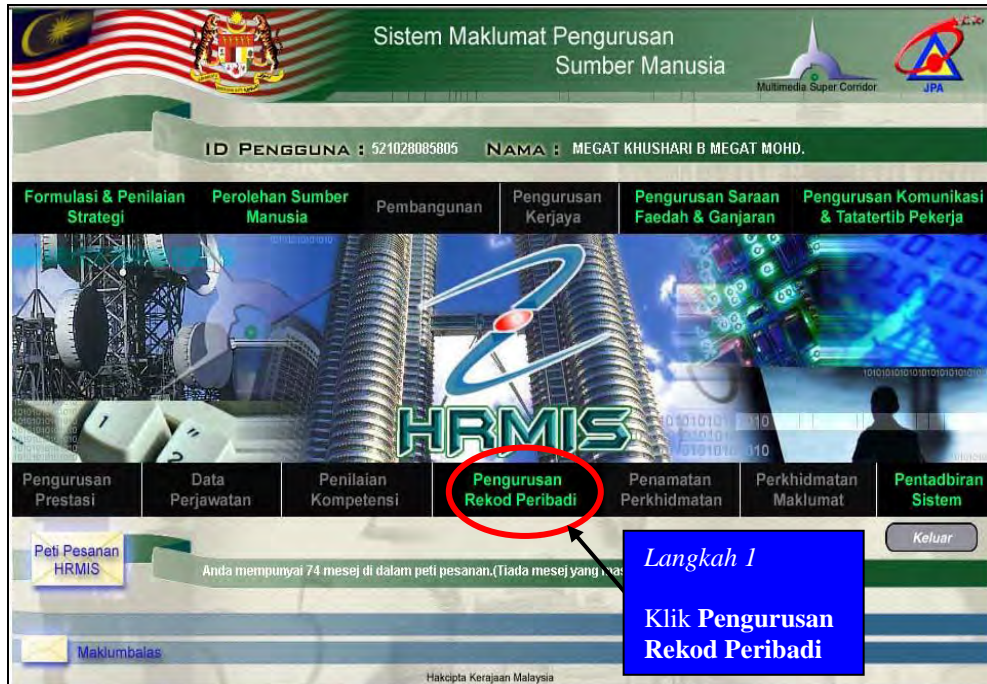 Sistem Maklumat Pengurusan
Sumber Manusia
Multimedia Super Corridor
JPA
ID PENGGUNA : 521028085805 NAMA : MEGAT KHUSHARI B MEGAT MOHD.
Formulasi & Penilaian Strategi
Perolehan Sumber Manusia
Pembangunan
Pengurusan Kerjaya
Pengurusan Saraan Faedah & Ganjaran
Pengurusan Komunikasi & Tatatertib Pekerja
HRMIS
Pengurusan Prestasi
Data Perjawatan
Penilaian Kompetensi
Pengurusan Rekod Peribadi
Penamatan Perkhidmatan
Perkhidmatan Maklumat
Pentadbiran Sistem
Keluar
Peti Pesanan
HRMIS
Anda mempunyai 74 mesej di dalam peti pesanan.(Tiada mesej yang
Langkah 1
Klik Pengurusan
Rekod Peribadi
Maklumbalas
Hakcipta Kerajaan Malaysia